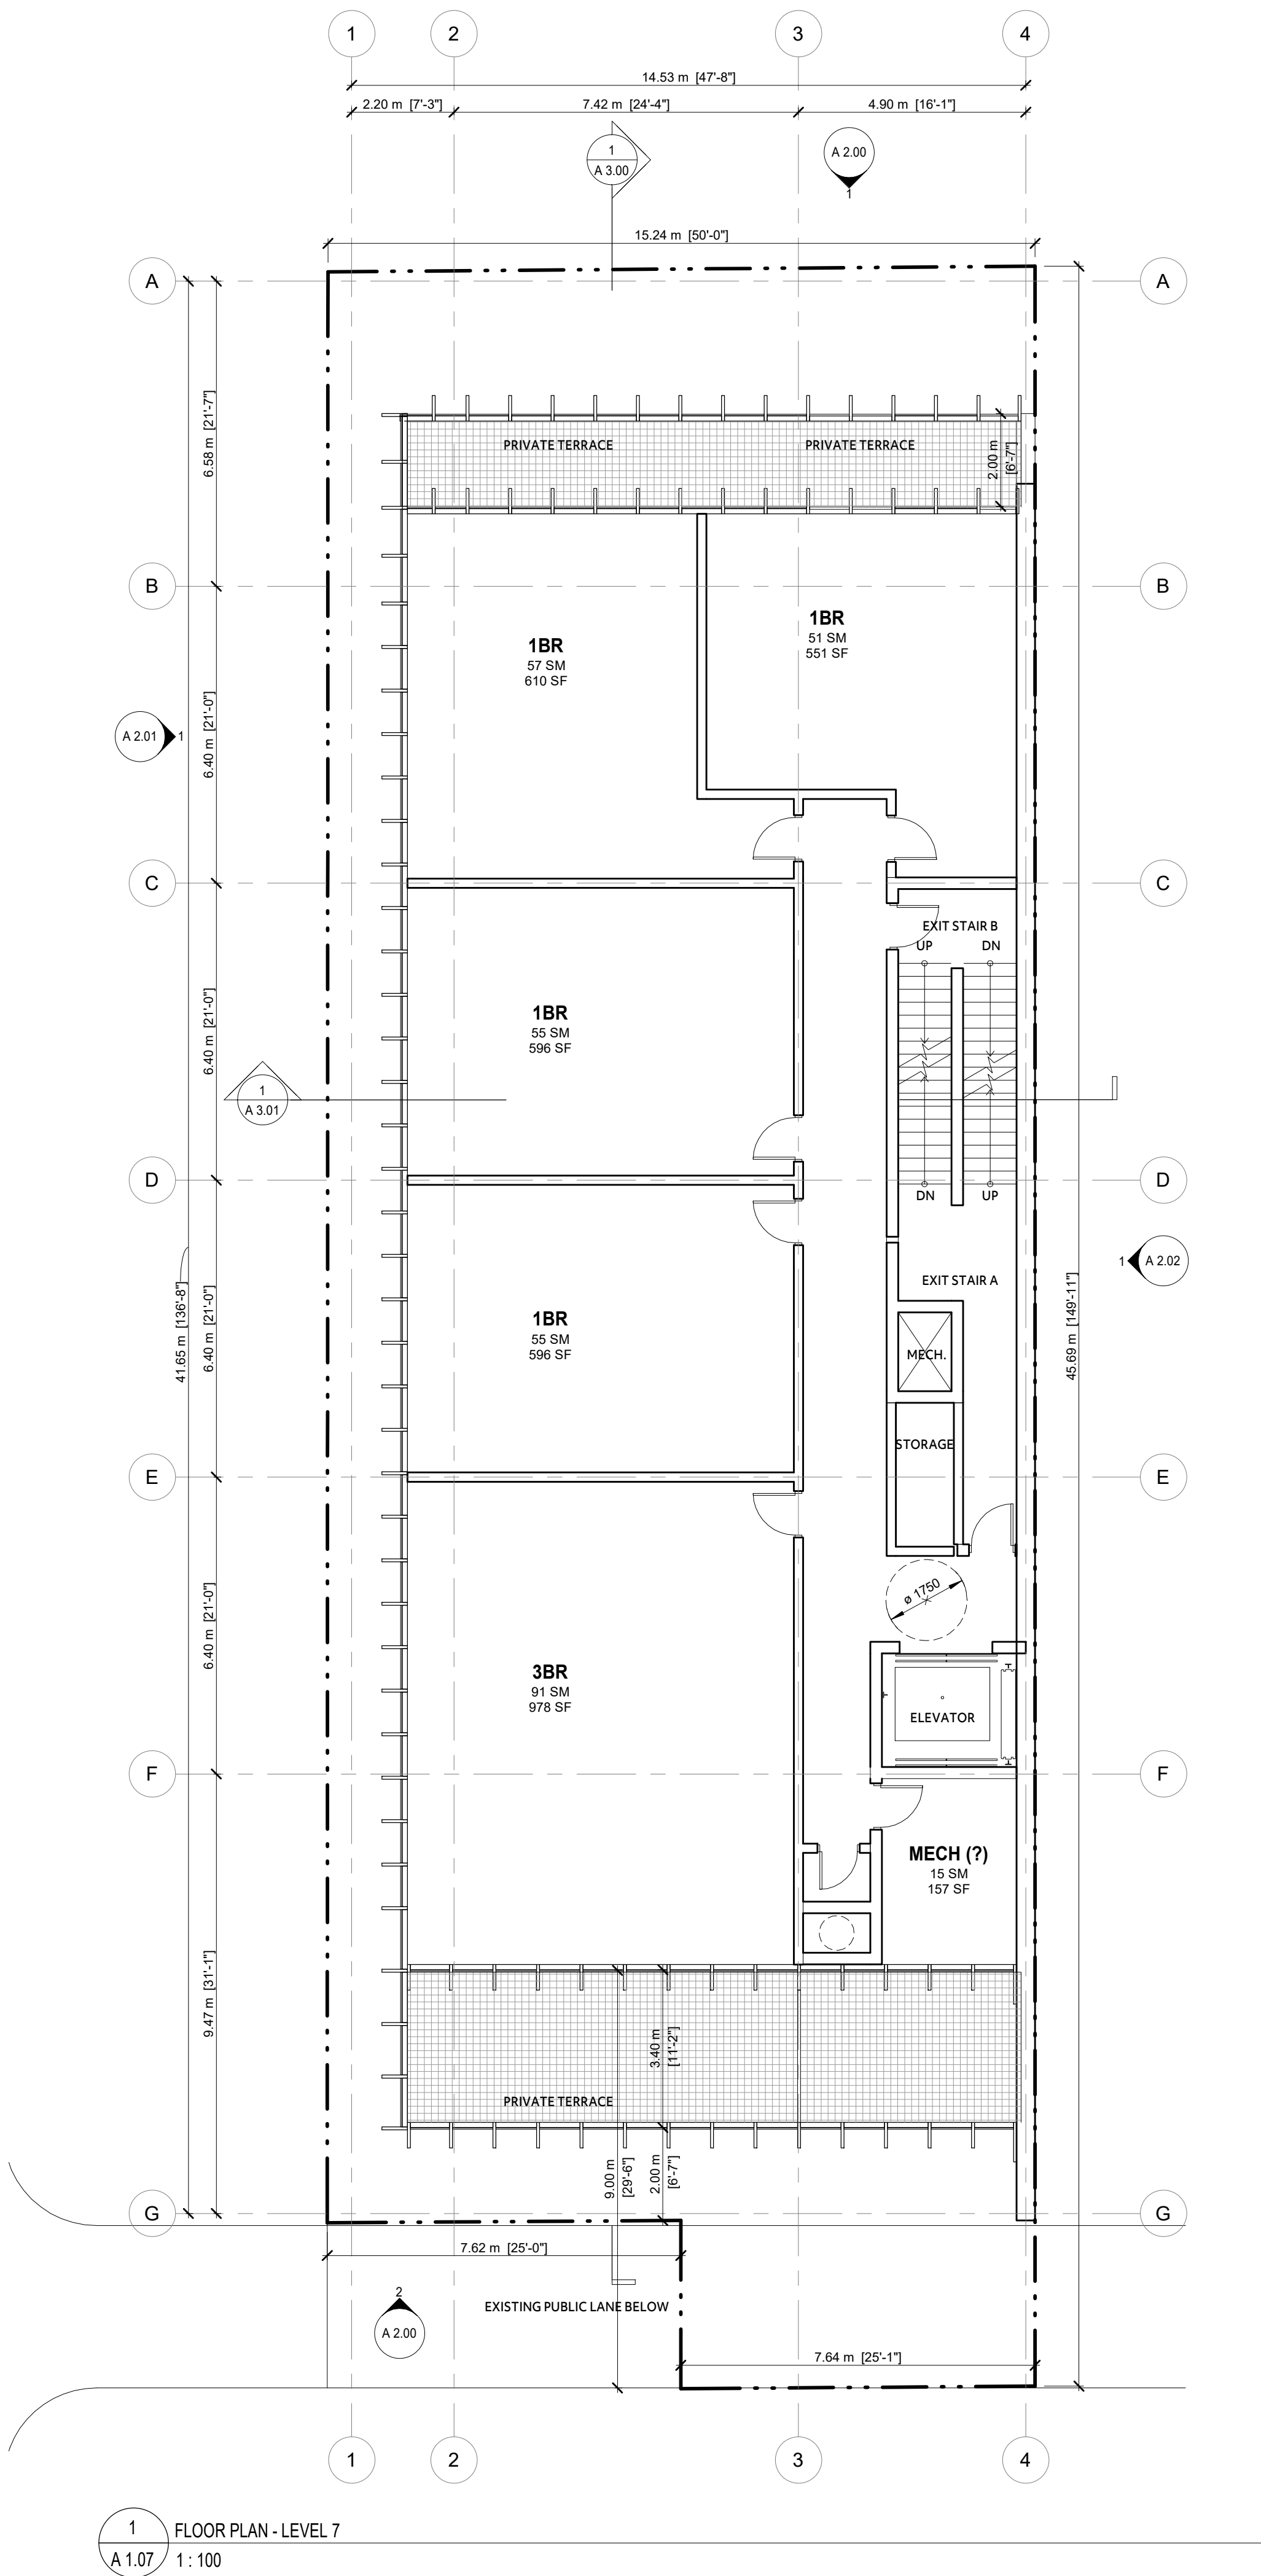 1 2 3 4
14.53 m [47'-8"]
2.20 m [7'-3"] 7.42 m [24'-4"] 4.90 m [16'-1"]
1
A 3.00
A 2.00
1
15.24 m [50'-0"]
A A
6.58 m [21'-7"]
PRIVATE TERRACE PRIVATE TERRACE
2.00 m
[6'-7"]
B B
1BR
51 SM
551 SF
1BR
57 SM
610 SF
6.40 m [21'-0"]
A 2.01 1
C C
EXIT STAIR B
UP DN
1BR
55 SM
596 SF
6.40 m [21'-0"]
1
A 3.01
D D
DN UP
EXIT STAIR A
1 A 2.02
41.65 m [136'-8"]
6.40 m [21'-0"]
1BR
55 SM
596 SF
45.69 m [149'-11"]
MECH.
STORAGE
E E
ø 1750
6.40 m [21'-0"]
3BR
91 SM
978 SF
ELEVATOR
F F
MECH (?)
15 SM
157 SF
9.47 m [31'-1"]
3.40 m
[11'-2"]
PRIVATE TERRACE
9.00 m
[29'-6"]
2.00 m
[6'-7"]
G G
7.62 m [25'-0"]
2
A 2.00
EXISTING PUBLIC LANE BELOW
7.64 m [25'-1"]
1 2 3 4
1
A 1.07
FLOOR PLAN - LEVEL 7
1 : 100